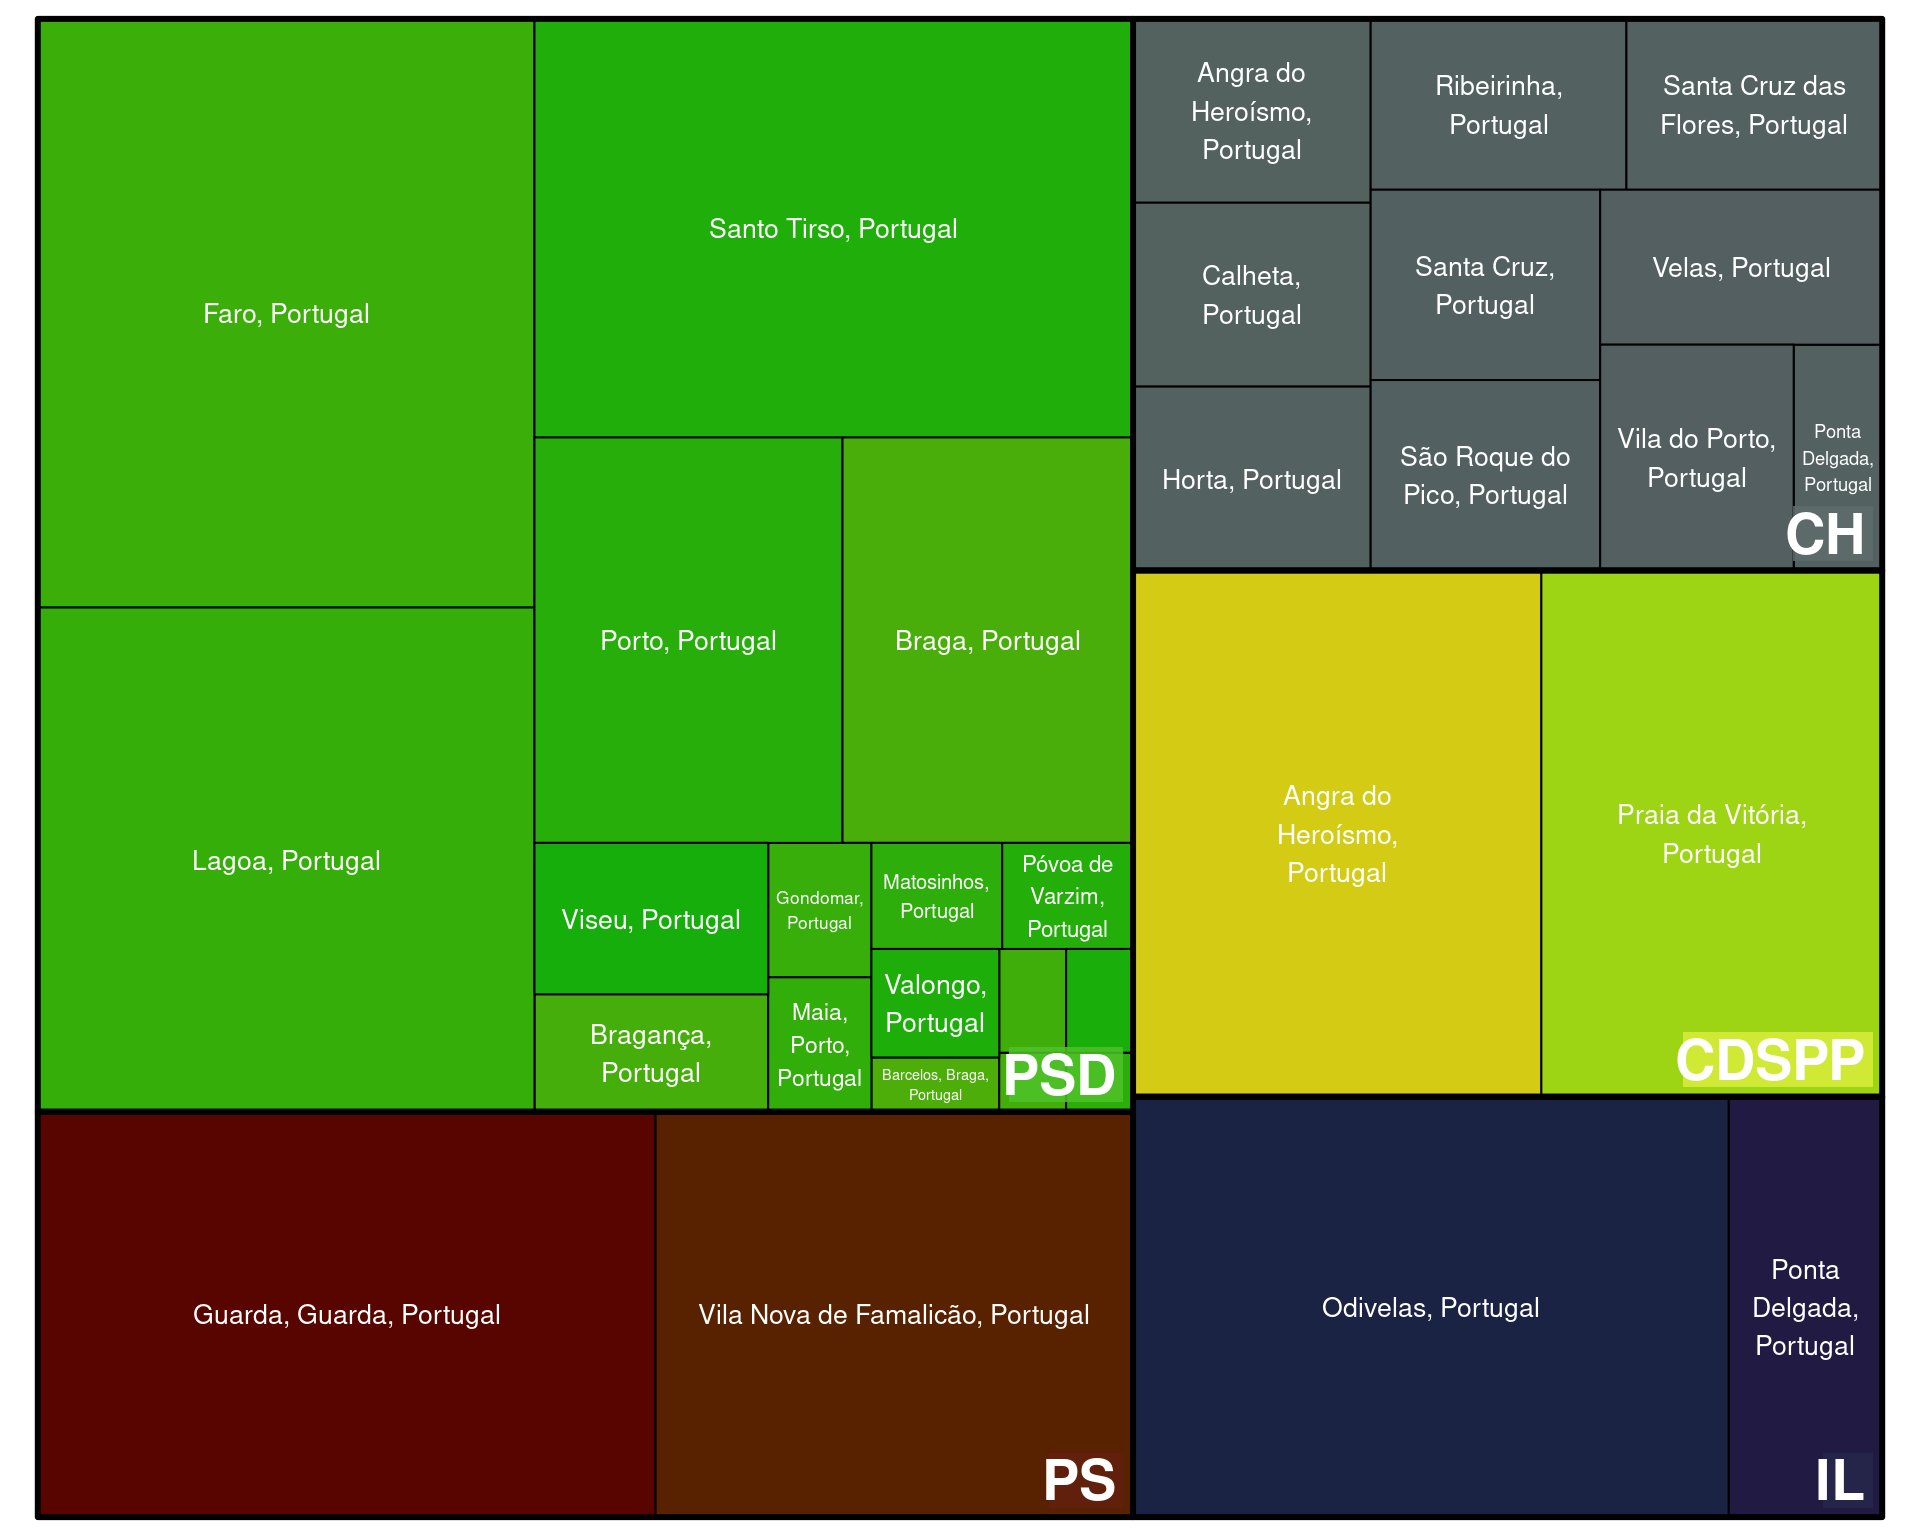 Faro, Portugal
Lagoa, Portugal
Santo Tirso, Portugal
Porto, Portugal
Braga, Portugal
Viseu, Portugal
Bragança,
Portugal
Gondomar,
Portugal
Maia,
Porto,
Portugal
Matosinhos,
Portugal
Póvoa de
Varzim,
Portugal
Valongo,
Portugal
Barcelos, Braga,
Portugal
PSD
Guarda, Guarda, Portugal
Vila Nova de Famalicão, Portugal
PS
Angra do
Heroísmo,
Portugal
Calheta,
Portugal
Horta, Portugal
Ribeirinha,
Portugal
Santa Cruz das
Flores, Portugal
Santa Cruz,
Portugal
Velas, Portugal
São Roque do
Pico, Portugal
Vila do Porto,
Portugal
Ponta
Delgada,
Portugal
CH
Angra do
Heroísmo,
Portugal
Praia da Vitória,
Portugal
CDSPP
Odivelas, Portugal
Ponta
Delgada,
Portugal
IL